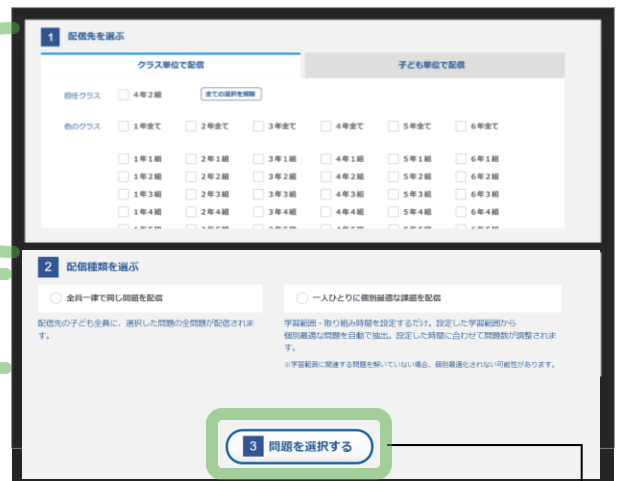 1 配信先を選ぶ
クラス単位で配信 子ども単位で配信
担任クラス 4年2組 全ての選択を解除
他のクラス 1年全て 2年全て 3年全て 4年全て 5年全て 6年全て
1年1組 2年1組 3年1組 4年1組 5年1組 6年1組
1年2組 2年2組 3年2組 4年2組 5年2組 6年2組
1年3組 2年3組 3年3組 4年3組 5年3組 6年3組
1年4組 2年4組 3年4組 4年4組 5年4組 6年4組
2 配信種類を選ぶ
全員一律で同じ問題を配信 一人ひとりに個別最適な課題を配信
配信先の子ども全員に、選択した問題の全問題が配信されま
す。
学習範囲・取り組み時間を設定するだけ。設定した学習範囲から
個別最適な問題を自動で抽出。設定した時間に合わせて問題数が調整されま
す。
※学習範囲に関連する問題を解いていない場合、個別最適化されない可能性があります。
3 問題を選択する